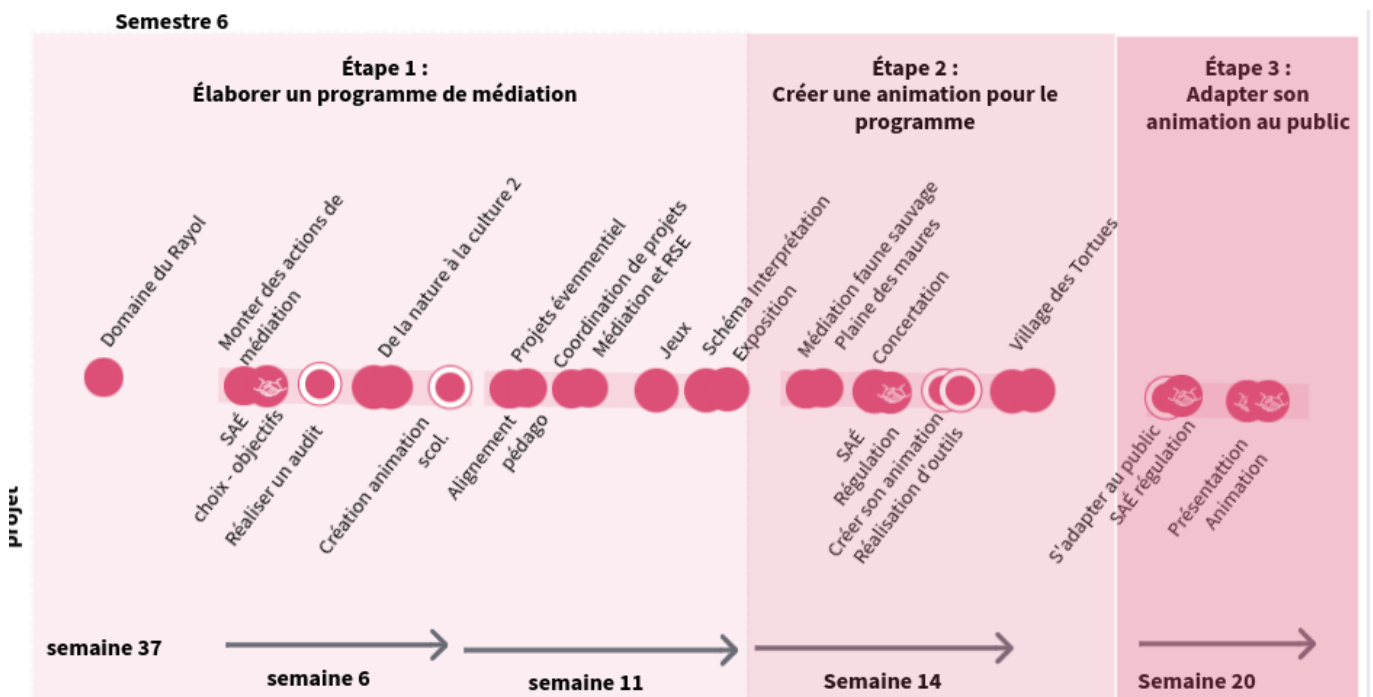 Semestre 6
Étape 1 :
Élaborer un programme de médiation
Étape 2 :
Créer une animation pour le
programme
Étape 3 :
Adapter son
animation au public
Domaine du Rayol
Monter des actions de
médiation
De la nature à la culture 2
Projets évenmentiel
Coordination de projets
Médiation et RSE
Jeux
Schéma Interprétation
Exposition
Médiation faune sauvage
Plaine des maures
Concertation
Village des Tortues
SAÉ
choix - objectifs
Réaliser un audit
Création animation
scol.
Alignement
pédago
SAÉ
Régulation
Créer son animation
Réalisation d'outils
S'adapter au public
SAÉ régulation
Présentattion
Animation
projet
semaine 37
semaine 6
semaine 11
Semaine 14
Semaine 20